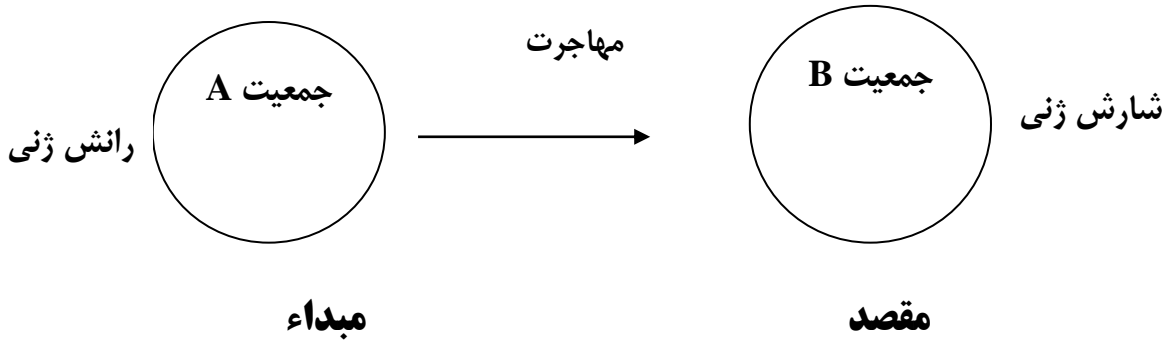 مهاجرت
جمعیت A
جمعیت B
رانش ژنی
شارش ژنی
مبداء
مقصد